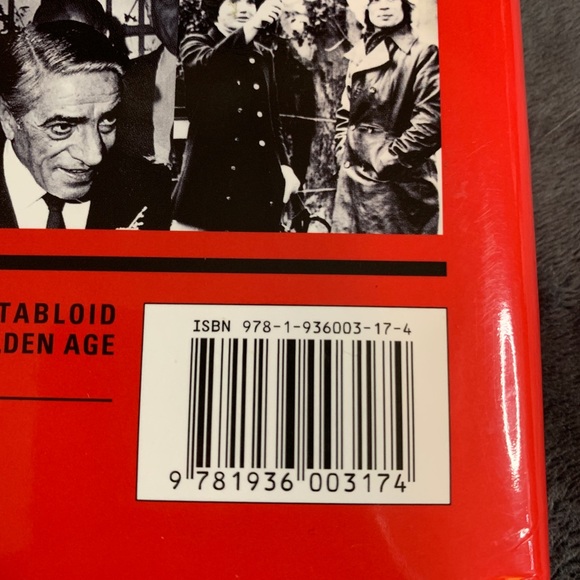 TABLOID
DEN AGE
ISBN 978-1-936003-17-4
9 781936 003174